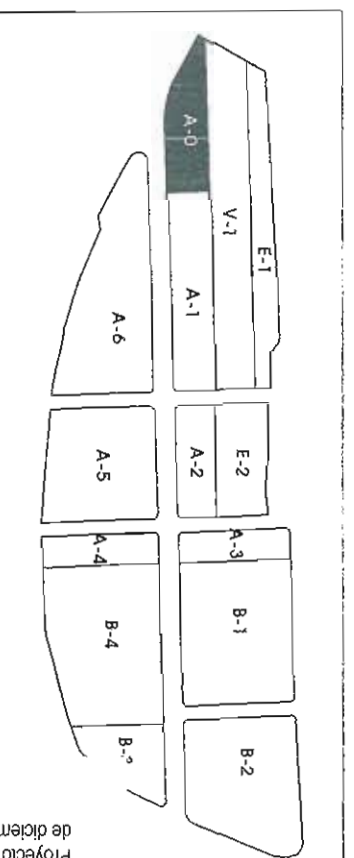 A-0
V-1
E-1
A-1
A-6
A-2
E-2
A-5
A-3
A-4
B-1
B-4
B-2
Proyecto
de diciem